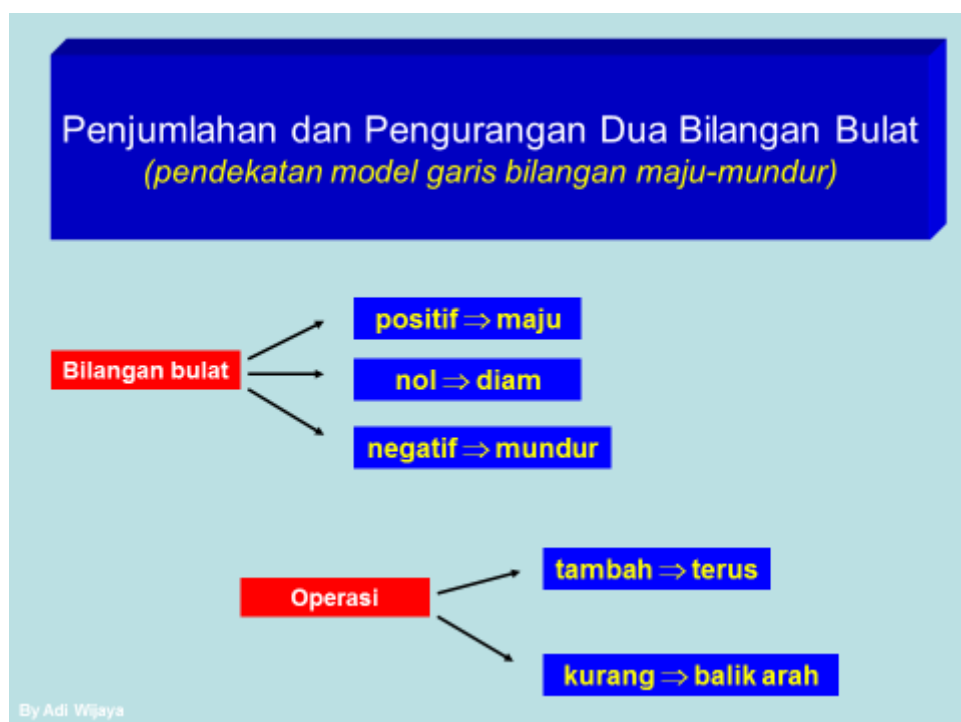 Penjumlahan dan Pengurangan Dua Bilangan Bulat
(pendekatan model garis bilangan maju-mundur)
positif ⇒ maju
Bilangan bulat
nol ⇒ diam
negatif ⇒ mundur
tambah ⇒ terus
Operasi
kurang ⇒ balik arah
By Adi Wijaya